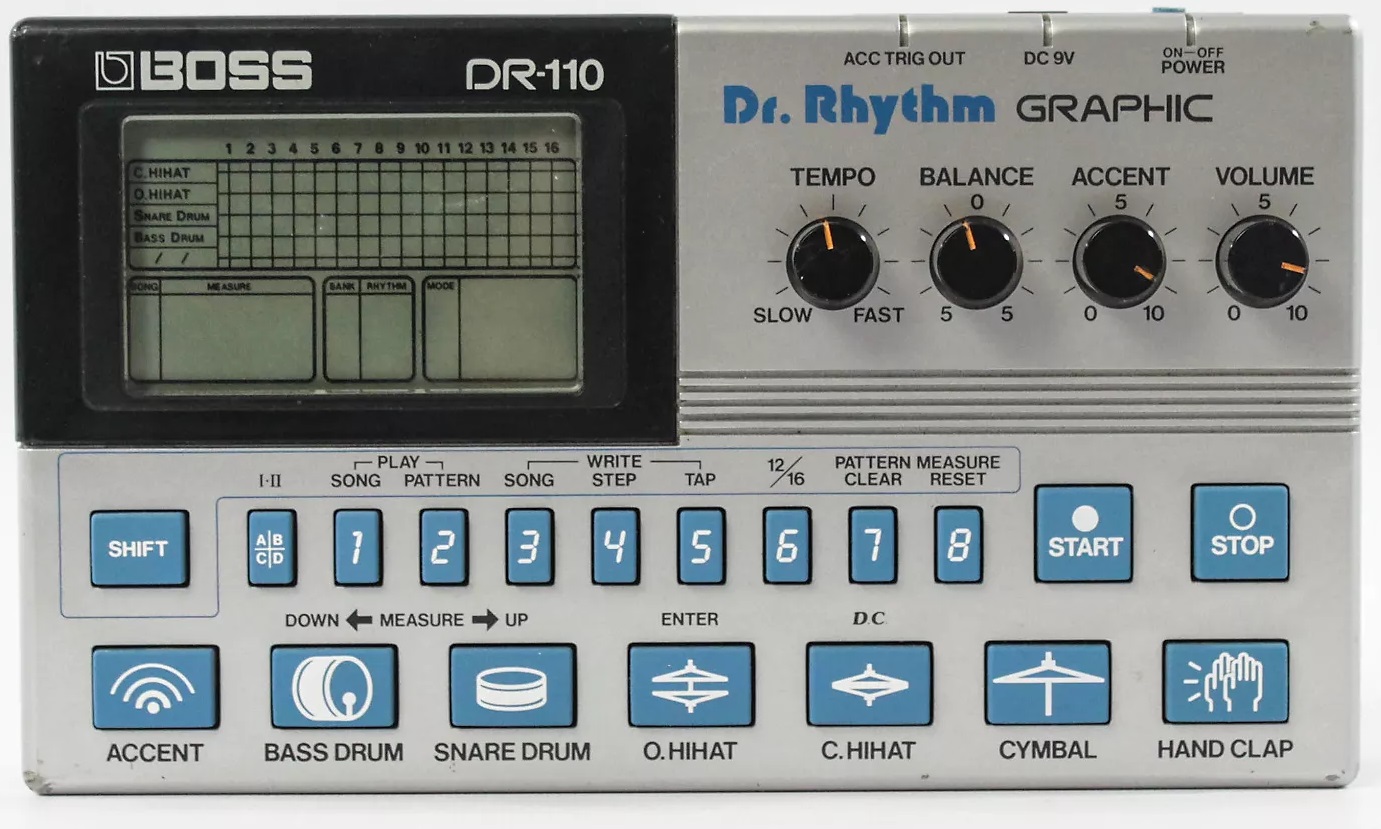 BOSS DR-110
1 2 3 4 5 6 7 8 9 10 11 12 13 14 15 16
C.HIHAT
O.HIHAT
SNARE DRUM
BASS DRUM
/ /
SONG MEASURE BANK RHYTHM MODE
ACC TRIG OUT DC 9V ON–OFF
POWER
Dr. Rhythm GRAPHIC
TEMPO BALANCE ACCENT VOLUME
0 5 5
SLOW FAST 5 5 0 10 0 10
PLAY WRITE
I·II SONG PATTERN SONG STEP TAP 12/16 PATTERN CLEAR MEASURE RESET
SHIFT A B C D 1 2 3 4 5 6 7 8 START STOP
DOWN ← MEASURE → UP ENTER D.C
ACCENT BASS DRUM SNARE DRUM O.HIHAT C.HIHAT CYMBAL HAND CLAP